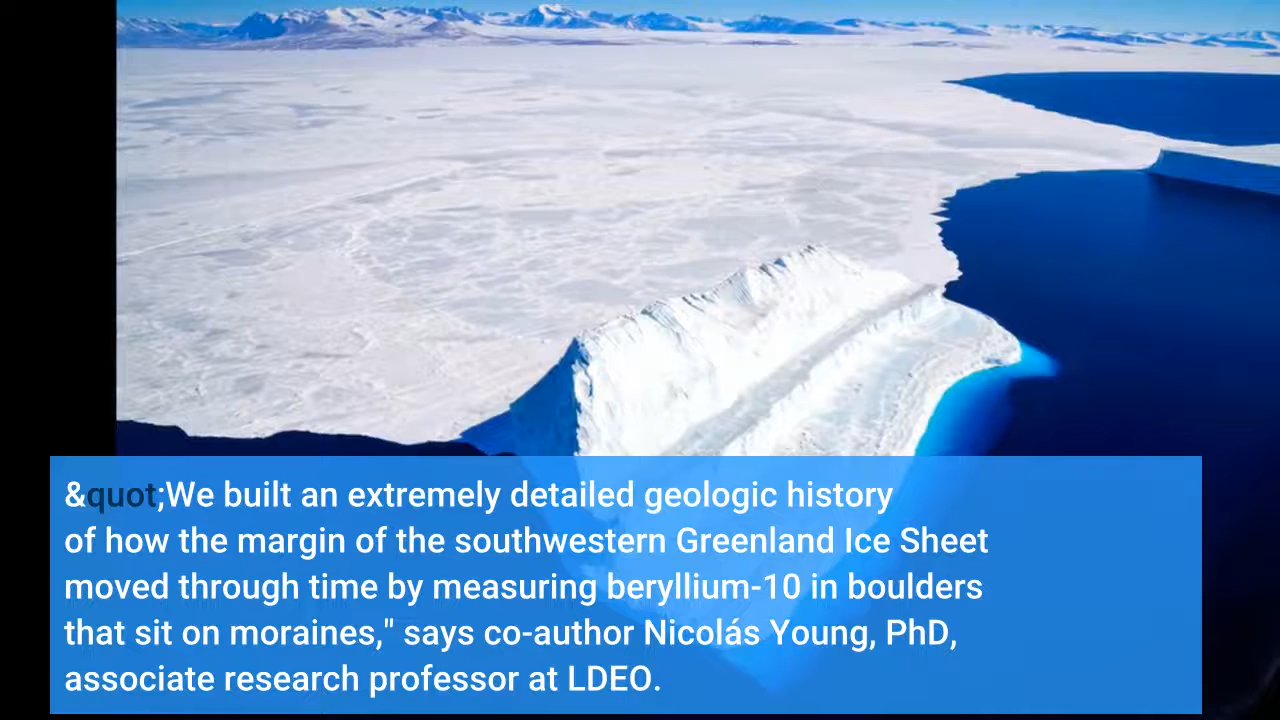 &quot;We built an extremely detailed geologic history
of how the margin of the southwestern Greenland Ice Sheet
moved through time by measuring beryllium-10 in boulders
that sit on moraines," says co-author Nicolás Young, PhD,
associate research professor at LDEO.